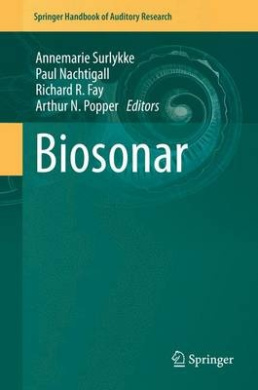 Springer Handbook of Auditory Research
Annemarie Surlykke
Paul Nachtigall
Richard R. Fay
Arthur N. Popper Editors
Biosonar
Springer